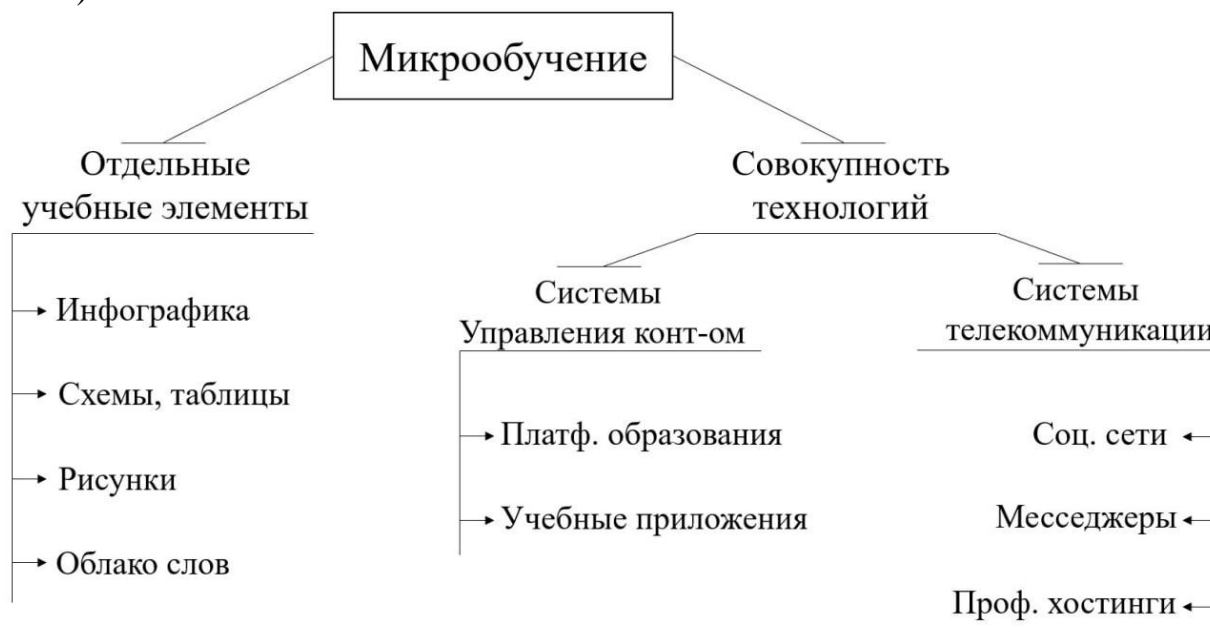 )
Микрообучение
Отдельные
учебные элементы
Инфографика
Схемы, таблицы
Рисунки
Облако слов
Совокупность
технологий
Системы
Управления конт-ом
Платф. образования
Учебные приложения
Системы
телекоммуникации
Соц. сети
Месседжеры
Проф. хостинги